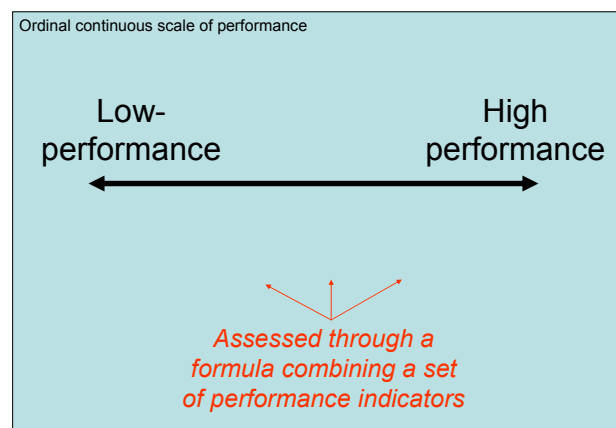 Ordinal continuous scale of performance
Low-
performance
High
performance
Assessed through a
formula combining a set
of performance indicators